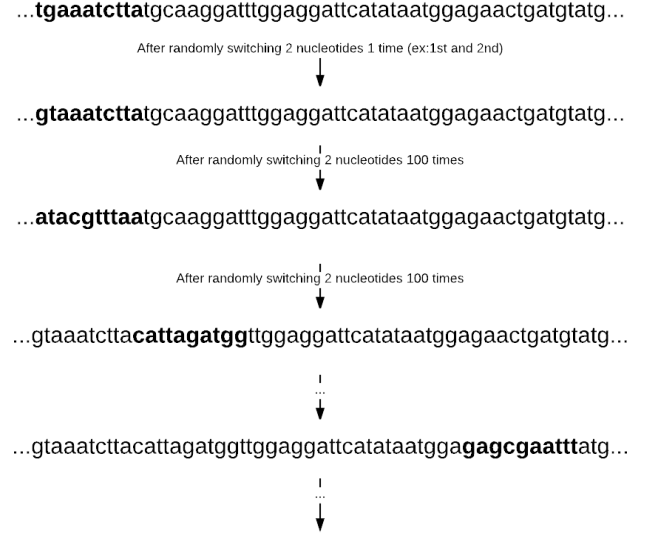 ...tgaaatcttatgcaaggatttggaggattcatataatggagaactgatgtatg...
After randomly switching 2 nucleotides 1 time (ex:1st and 2nd)
...gtaaatcttatgcaaggatttggaggattcatataatggagaactgatgtatg...
After randomly switching 2 nucleotides 100 times
...atacgtttaatgcaaggatttggaggattcatataatggagaactgatgtatg...
After randomly switching 2 nucleotides 100 times
...gtaaatcttacattagatggttggaggattcatataatggagaactgatgtatg...
...
...gtaaatcttacattagatggttggaggattcatataatggagagcgaatttatg...
...